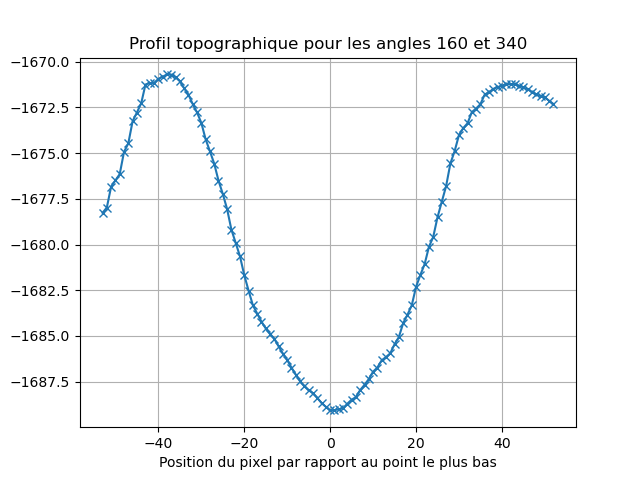 Profil topographique pour les angles 160 et 340
−1670.0
−1672.5
−1675.0
−1677.5
−1680.0
−1682.5
−1685.0
−1687.5
−40 −20 0 20 40
Position du pixel par rapport au point le plus bas